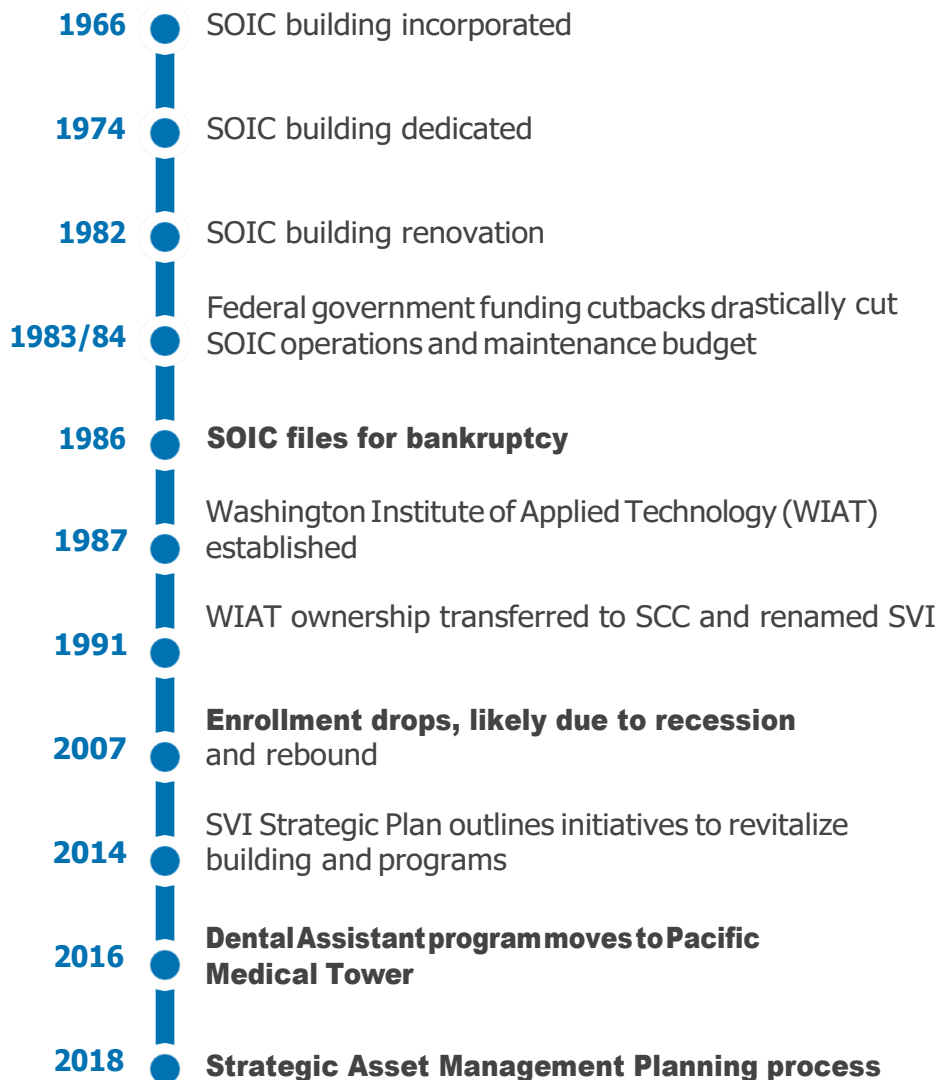 1966 SOIC building incorporated
1974 SOIC building dedicated
1982 SOIC building renovation
1983/84 Federal government funding cutbacks drastically cut
SOIC operations and maintenance budget
1986 SOIC files for bankruptcy
1987 Washington Institute of Applied Technology (WIAT)
established
1991 WIAT ownership transferred to SCC and renamed SVI
2007 Enrollment drops, likely due to recession
and rebound
2014 SVI Strategic Plan outlines initiatives to revitalize
building and programs
2016 Dental Assistant program moves to Pacific
Medical Tower
2018 Strategic Asset Management Planning process